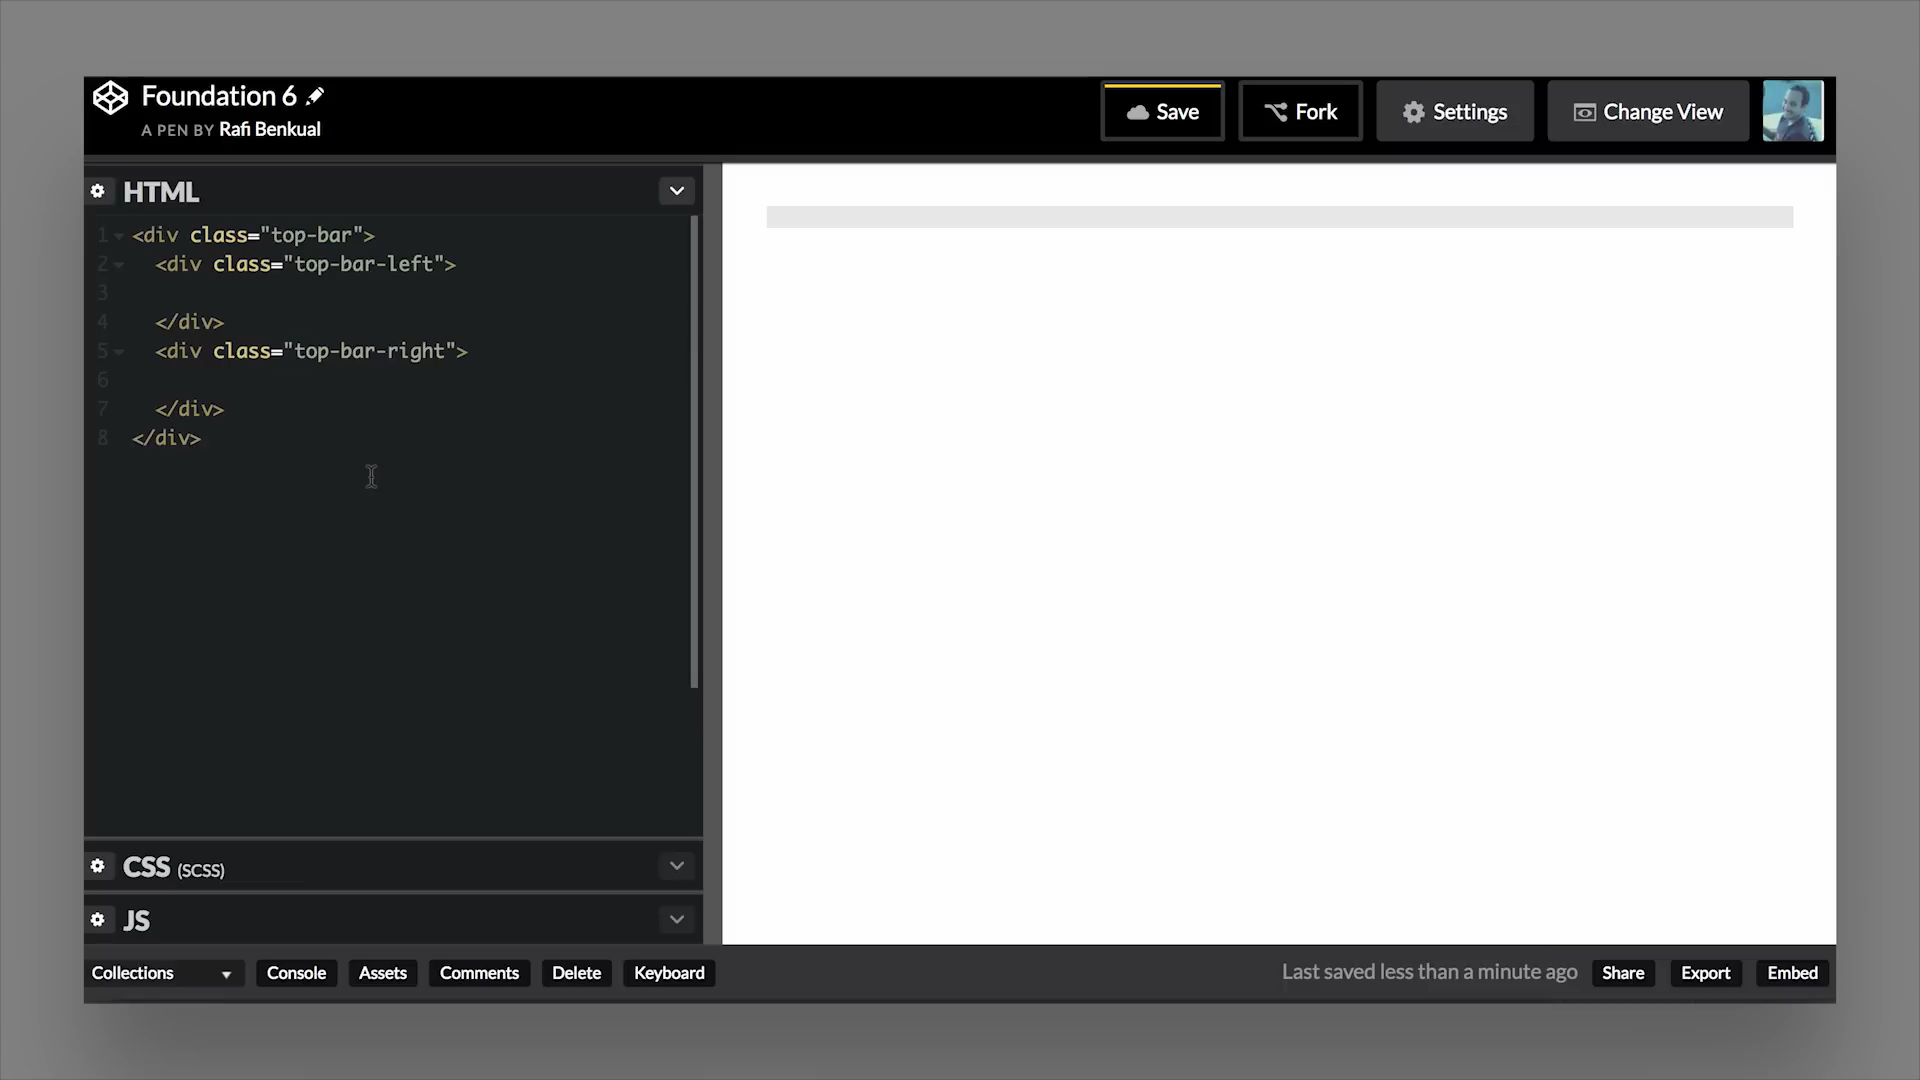 Foundation 6
A PEN BY Rafi Benkual
Save
Fork
Settings
Change View
HTML
1 <div class="top-bar">
2   <div class="top-bar-left">
3
4   </div>
5   <div class="top-bar-right">
6
7   </div>
8 </div>
CSS (SCSS)
JS
Collections
Console
Assets
Comments
Delete
Keyboard
Last saved less than a minute ago
Share
Export
Embed